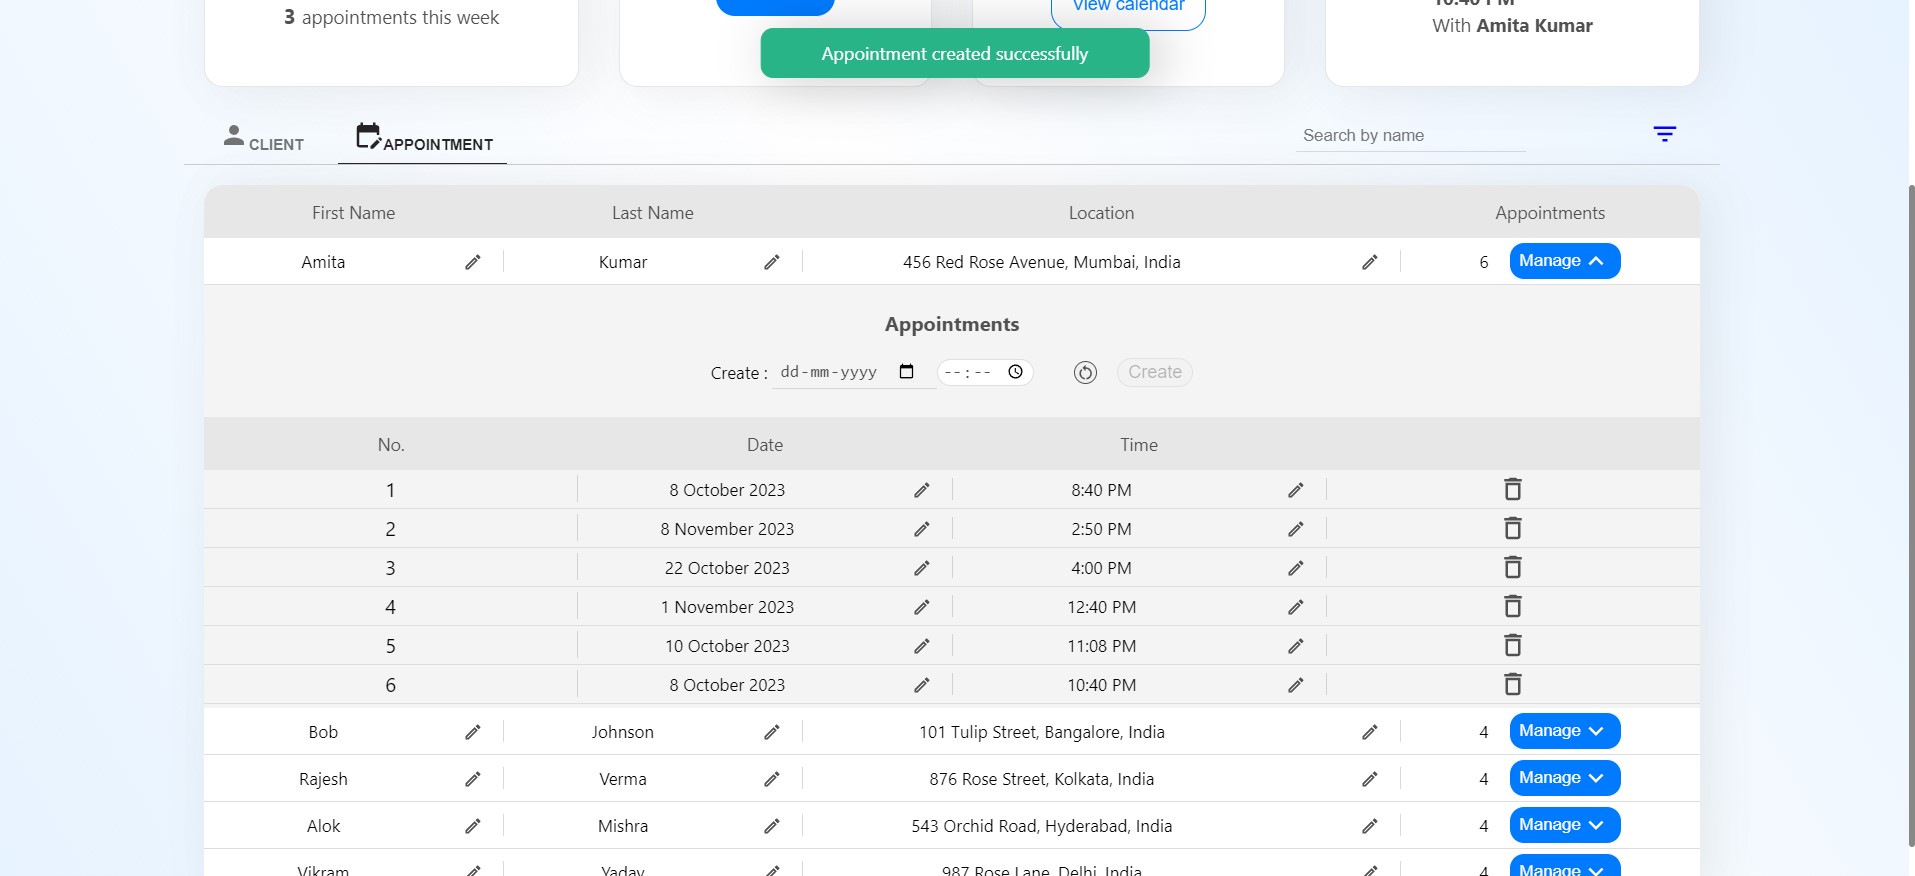 3 appointments this week
View calendar
10:40 PM
With Amita Kumar
Appointment created successfully
CLIENT
APPOINTMENT
Search by name
First Name Last Name Location Appointments
Amita Kumar 456 Red Rose Avenue, Mumbai, India 6 Manage
Appointments
Create : dd-mm-yyyy --:-- Create
No. Date Time
1 8 October 2023 8:40 PM
2 8 November 2023 2:50 PM
3 22 October 2023 4:00 PM
4 1 November 2023 12:40 PM
5 10 October 2023 11:08 PM
6 8 October 2023 10:40 PM
Bob Johnson 101 Tulip Street, Bangalore, India 4 Manage
Rajesh Verma 876 Rose Street, Kolkata, India 4 Manage
Alok Mishra 543 Orchid Road, Hyderabad, India 4 Manage
Vikram Yadav 987 Rose Lane, Delhi, India 4 Manage